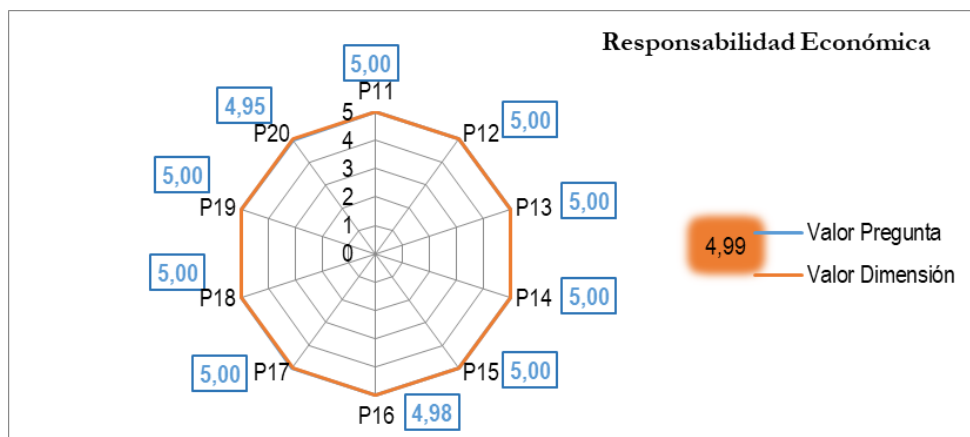 Responsabilidad Económica
5,00
P11
4,95
P20
5,00
P12
5,00
P19
5,00
P13
5,00
P18
5,00
P14
5,00
P17
5,00
P15
P16
4,98
5
4
3
2
1
0
4,99
Valor Pregunta
Valor Dimensión